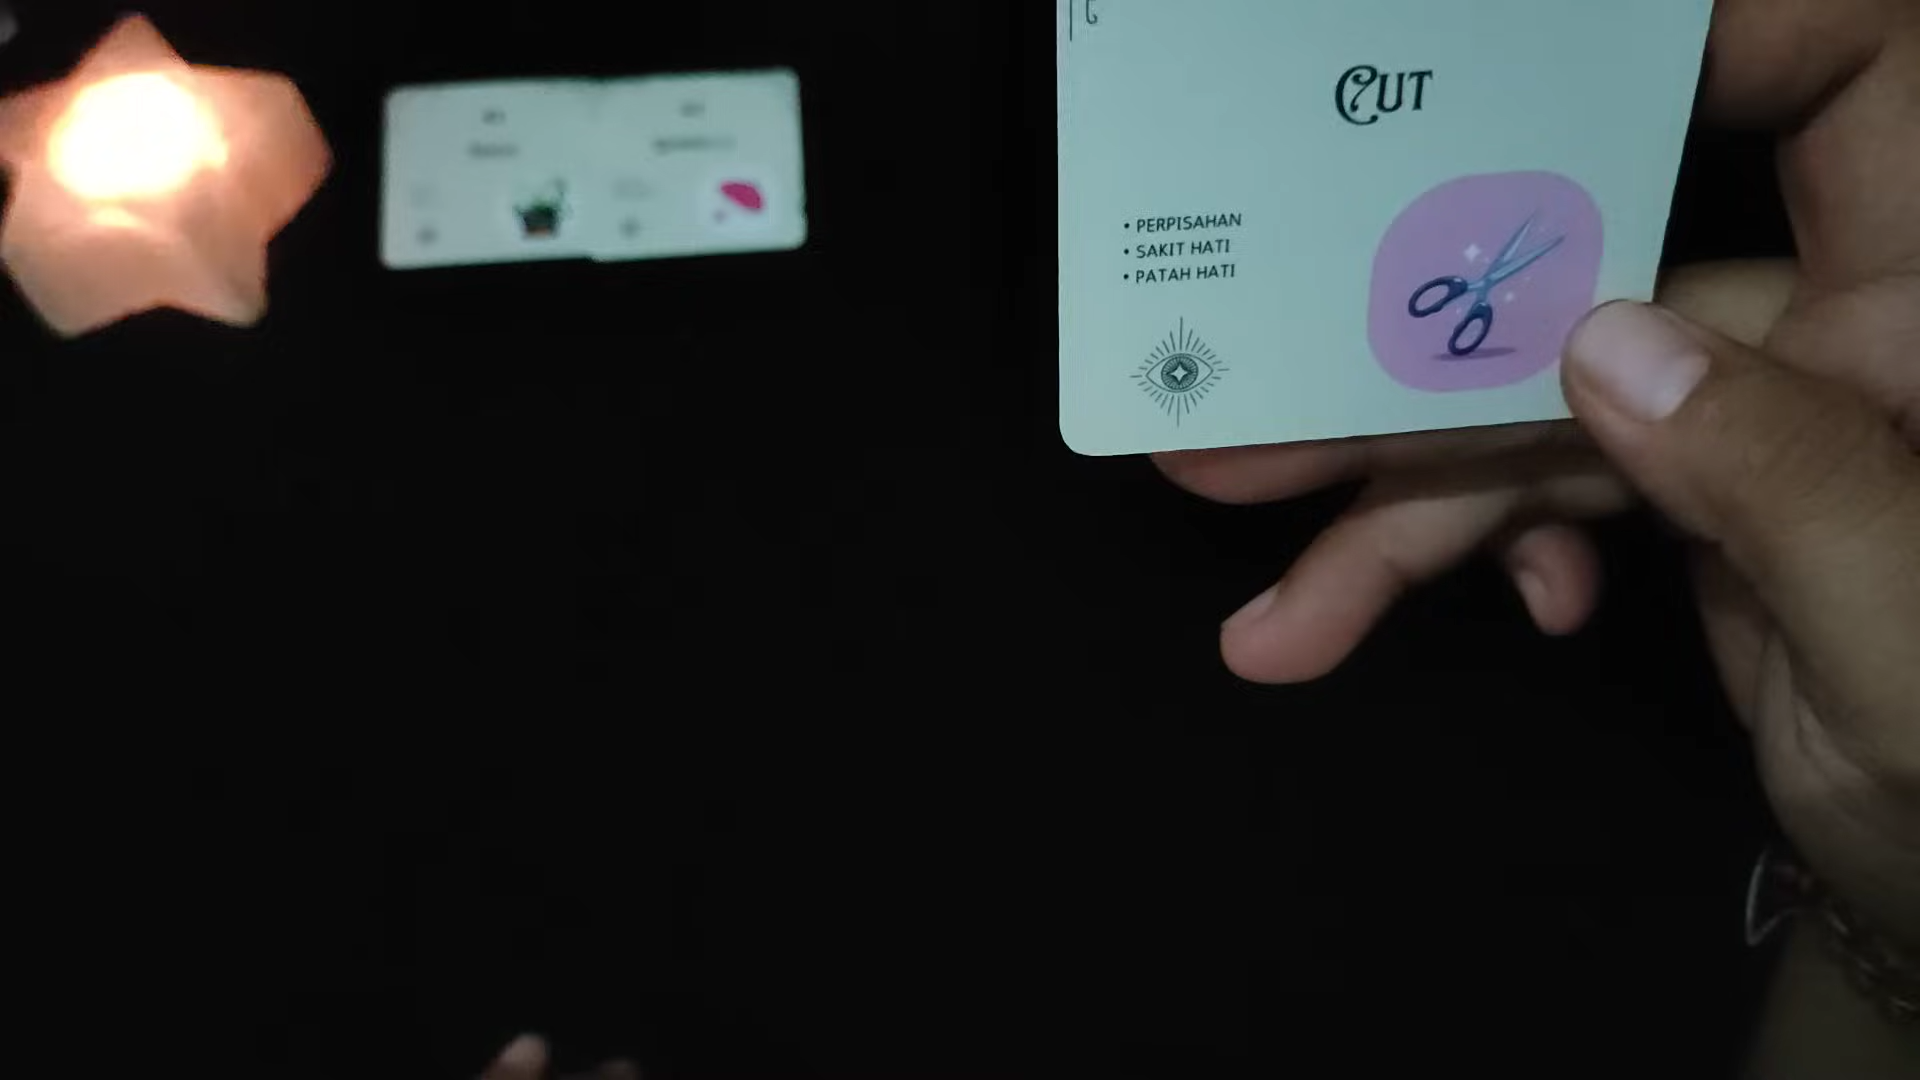 CUT
• PERPISAHAN
• SAKIT HATI
• PATAH HATI